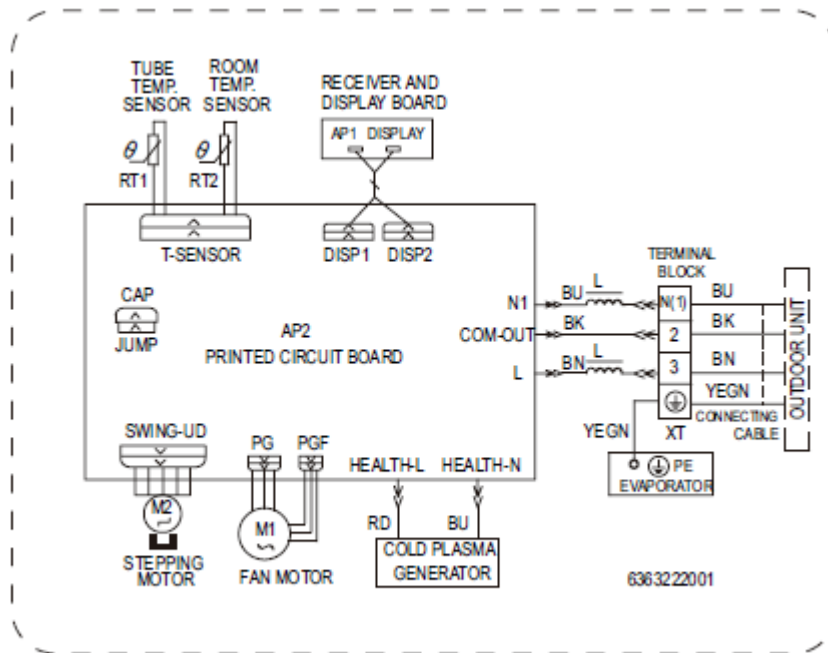 TUBE
TEMP.
SENSOR
ROOM
TEMP.
SENSOR
RECEIVER AND
DISPLAY BOARD
AP1 DISPLAY
θ
RT1
θ
RT2
T-SENSOR
DISP1
DISP2
CAP
JUMP
AP2
PRINTED CIRCUIT BOARD
N1
COM-OUT
L
BU
L
BK
BN
L
TERMINAL
BLOCK
N(1)
2
3
XT
BU
BK
BN
YEGN
CONNECTING
CABLE
OUTDOOR UNIT
YEGN
PE
EVAPORATOR
SWING-UD
M2
STEPPING
MOTOR
PG
PGF
M1
FAN MOTOR
HEALTH-L
HEALTH-N
RD
BU
COLD PLASMA
GENERATOR
6363222001